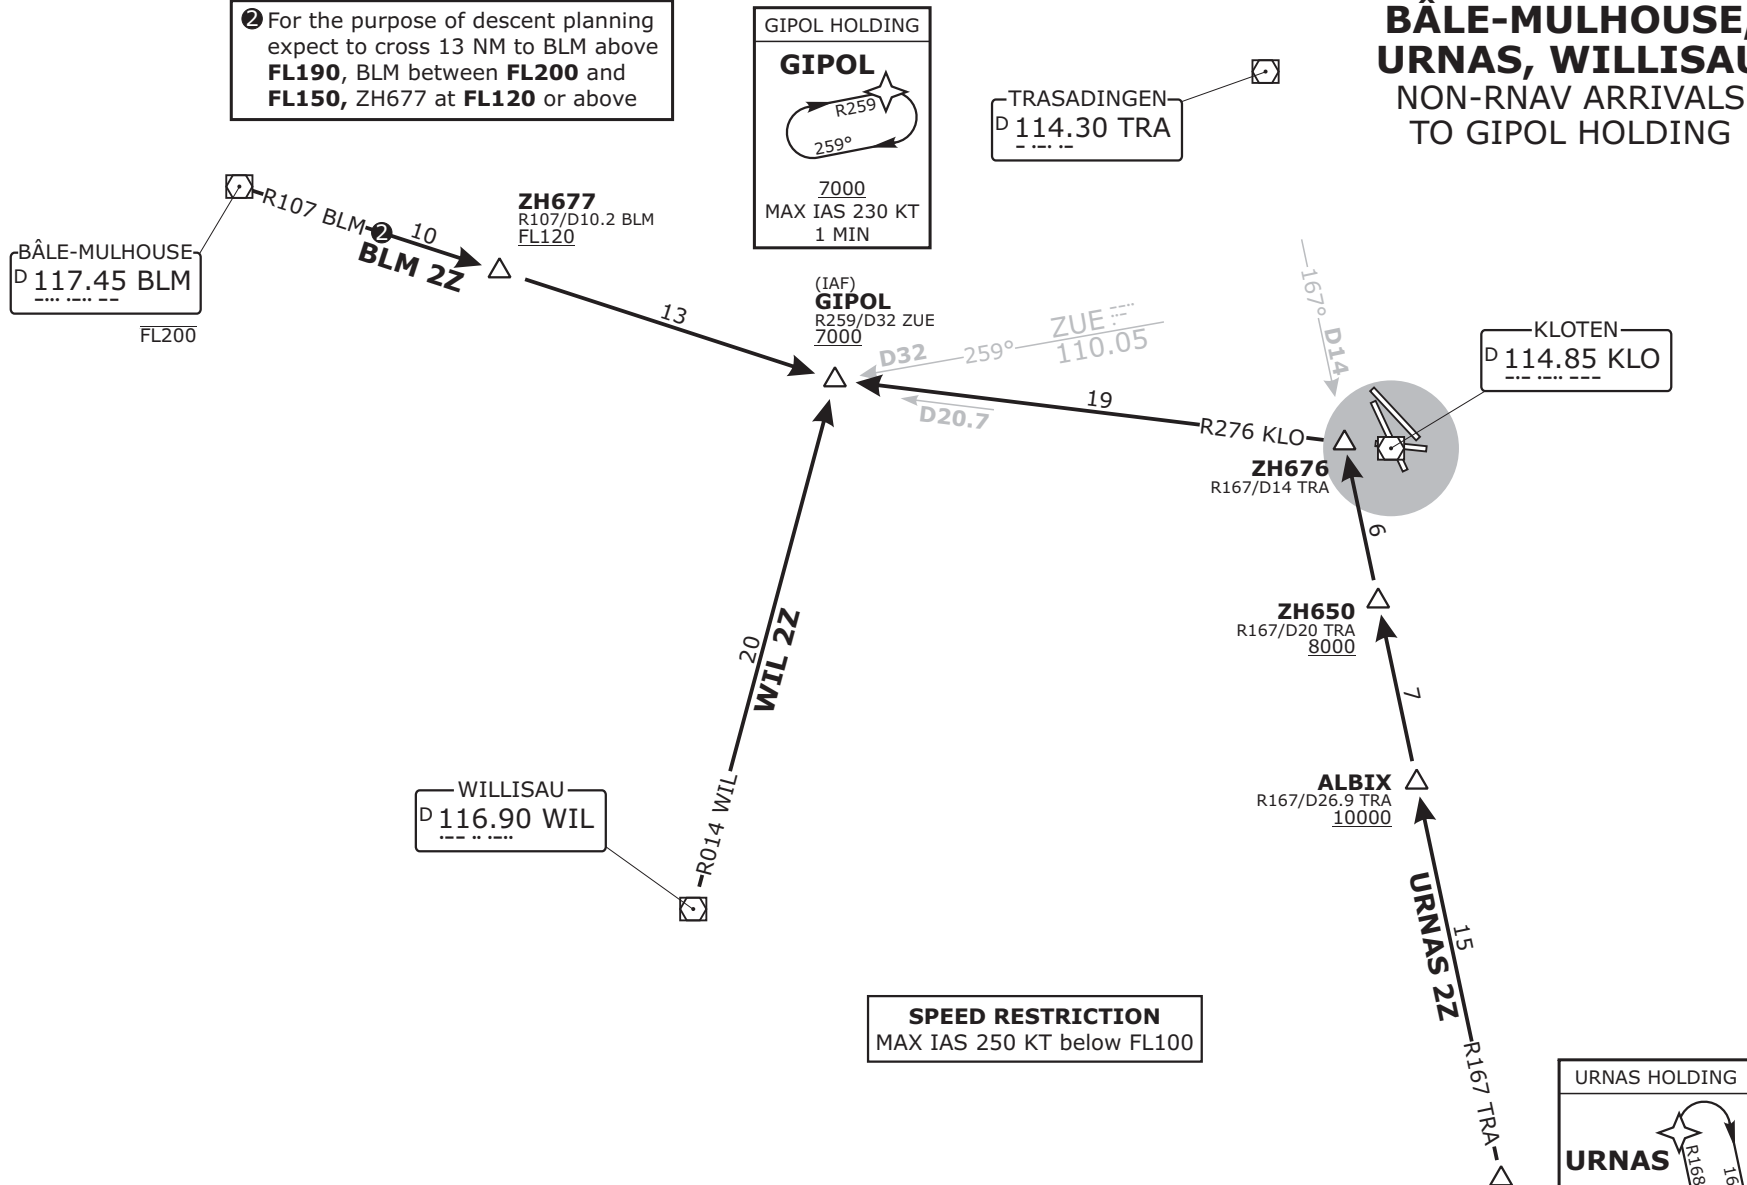 ❷ For the purpose of descent planning
expect to cross 13 NM to BLM above
FL190, BLM between FL200 and
FL150, ZH677 at FL120 or above
GIPOL HOLDING
GIPOL
R259
259°
7000
MAX IAS 230 KT
1 MIN
BÂLE-MULHOUSE,
URNAS, WILLISAU
NON-RNAV ARRIVALS
TO GIPOL HOLDING
TRASADINGEN
D 114.30 TRA
R107 BLM
❷
10
BLM 2Z
ZH677
R107/D10.2 BLM
FL120
BÂLE-MULHOUSE
D 117.45 BLM
FL200
13
(IAF)
GIPOL
R259/D32 ZUE
7000
D32
259°
ZUE
110.05
D20.7
167°
D14
KLOTEN
D 114.85 KLO
19
R276 KLO
ZH676
R167/D14 TRA
6
ZH650
R167/D20 TRA
8000
7
20
WIL 2Z
R014 WIL
WILLISAU
D 116.90 WIL
ALBIX
R167/D26.9 TRA
10000
15
URNAS 2Z
R167 TRA
SPEED RESTRICTION
MAX IAS 250 KT below FL100
URNAS HOLDING
URNAS
R168
16